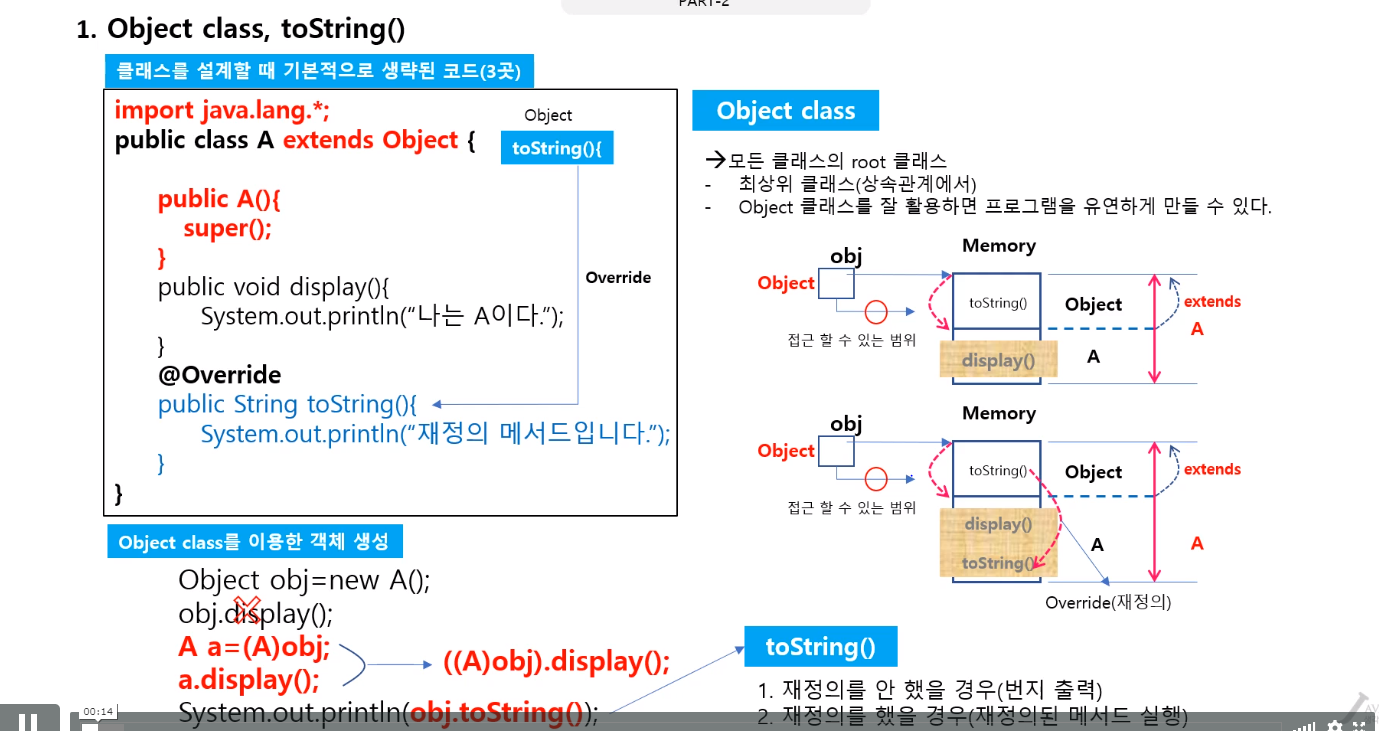 PART-2
1. Object class, toString()
클래스를 설계할 때 기본적으로 생략된 코드(3곳)
import java.lang.*;
public class A extends Object {
public A(){
super();
}
public void display(){
System.out.println(“나는 A이다.”);
}
@Override
public String toString(){
System.out.println(“재정의 메서드입니다.”);
}
}
Object
toString(){
Override
Object class를 이용한 객체 생성
Object obj=new A();
obj.display();
A a=(A)obj;
a.display();
((A)obj).display();
System.out.println(obj.toString());
Object class
→모든 클래스의 root 클래스
- 최상위 클래스(상속관계에서)
- Object 클래스를 잘 활용하면 프로그램을 유연하게 만들 수 있다.
Memory
obj
Object
toString()
Object
extends
접근 할 수 있는 범위
display()
A
A
Memory
obj
Object
toString()
Object
extends
접근 할 수 있는 범위
display()
A
A
toString()
Override(재정의)
toString()
1. 재정의를 안 했을 경우(번지 출력)
2. 재정의를 했을 경우(재정의된 메서드 실행)
00:14